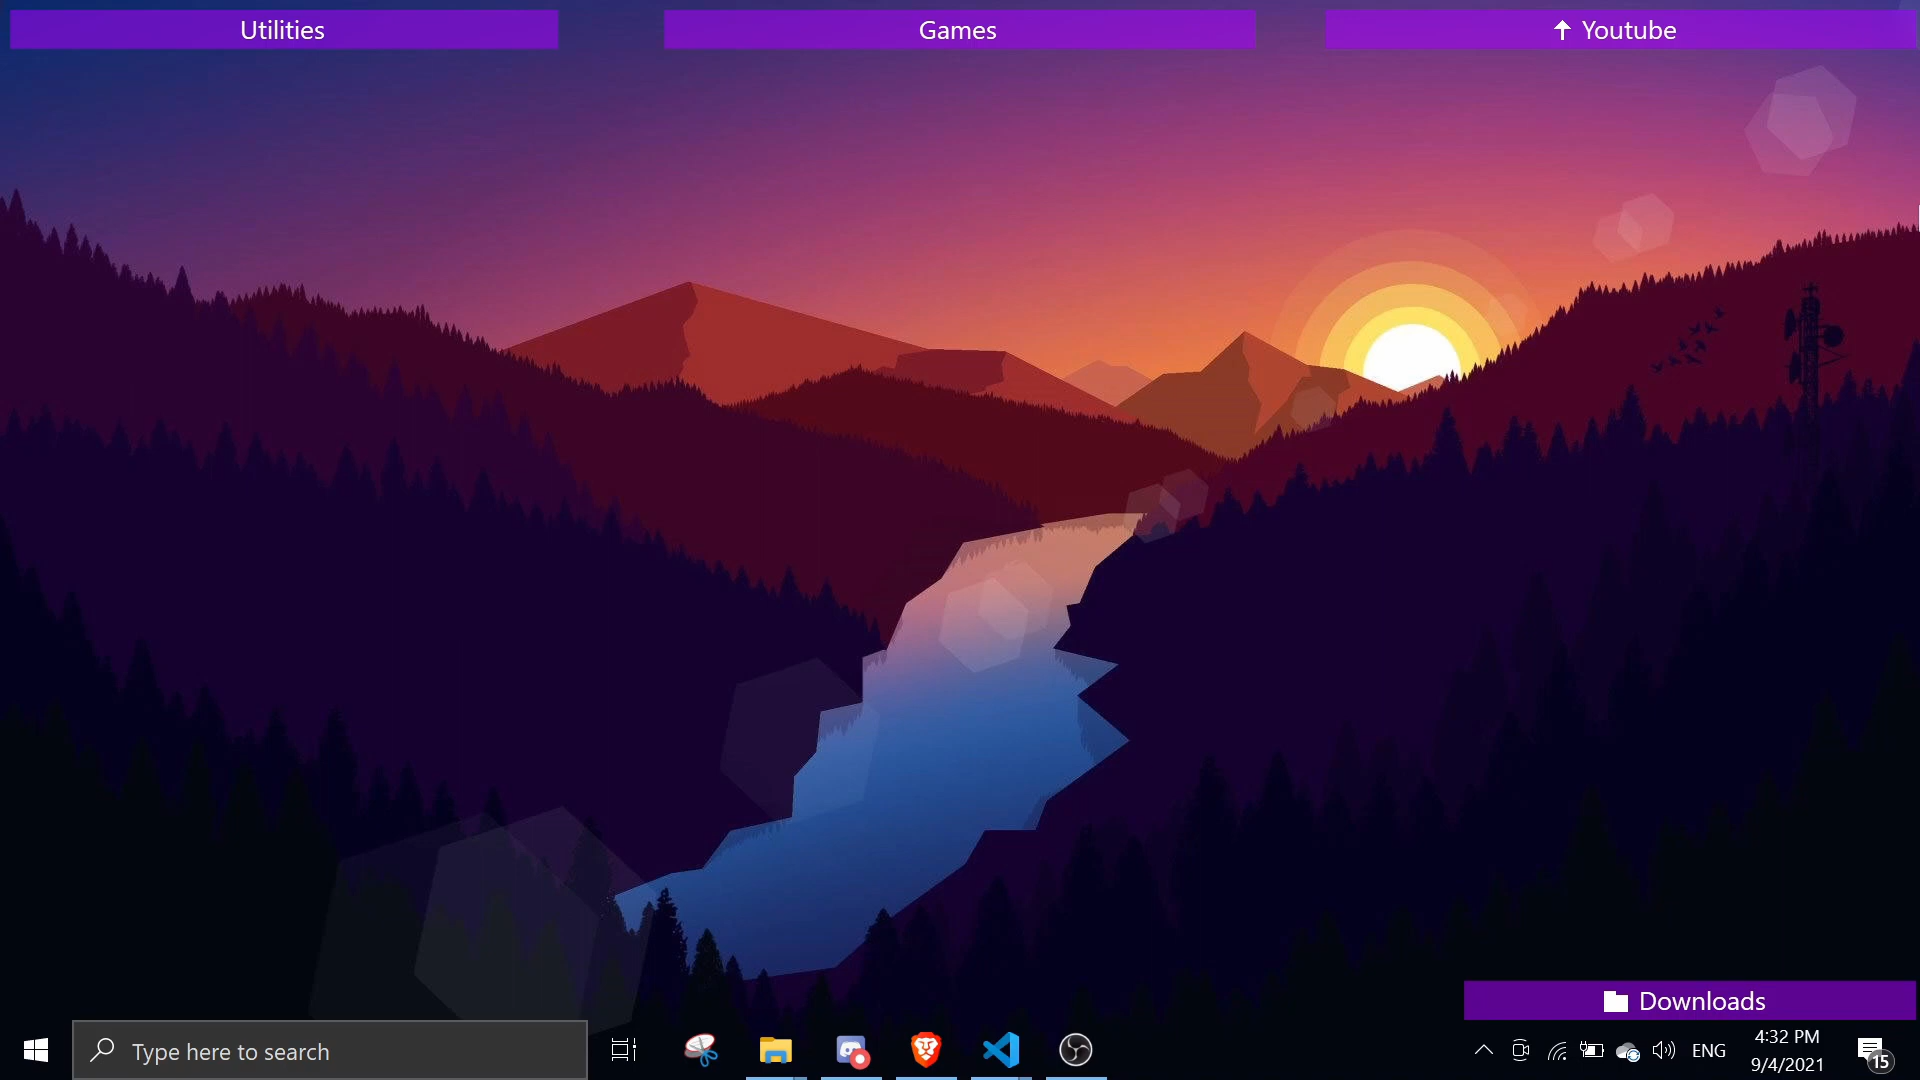 Utilities
Games
Youtube
Downloads
Type here to search
ENG
4:32 PM
9/4/2021
15